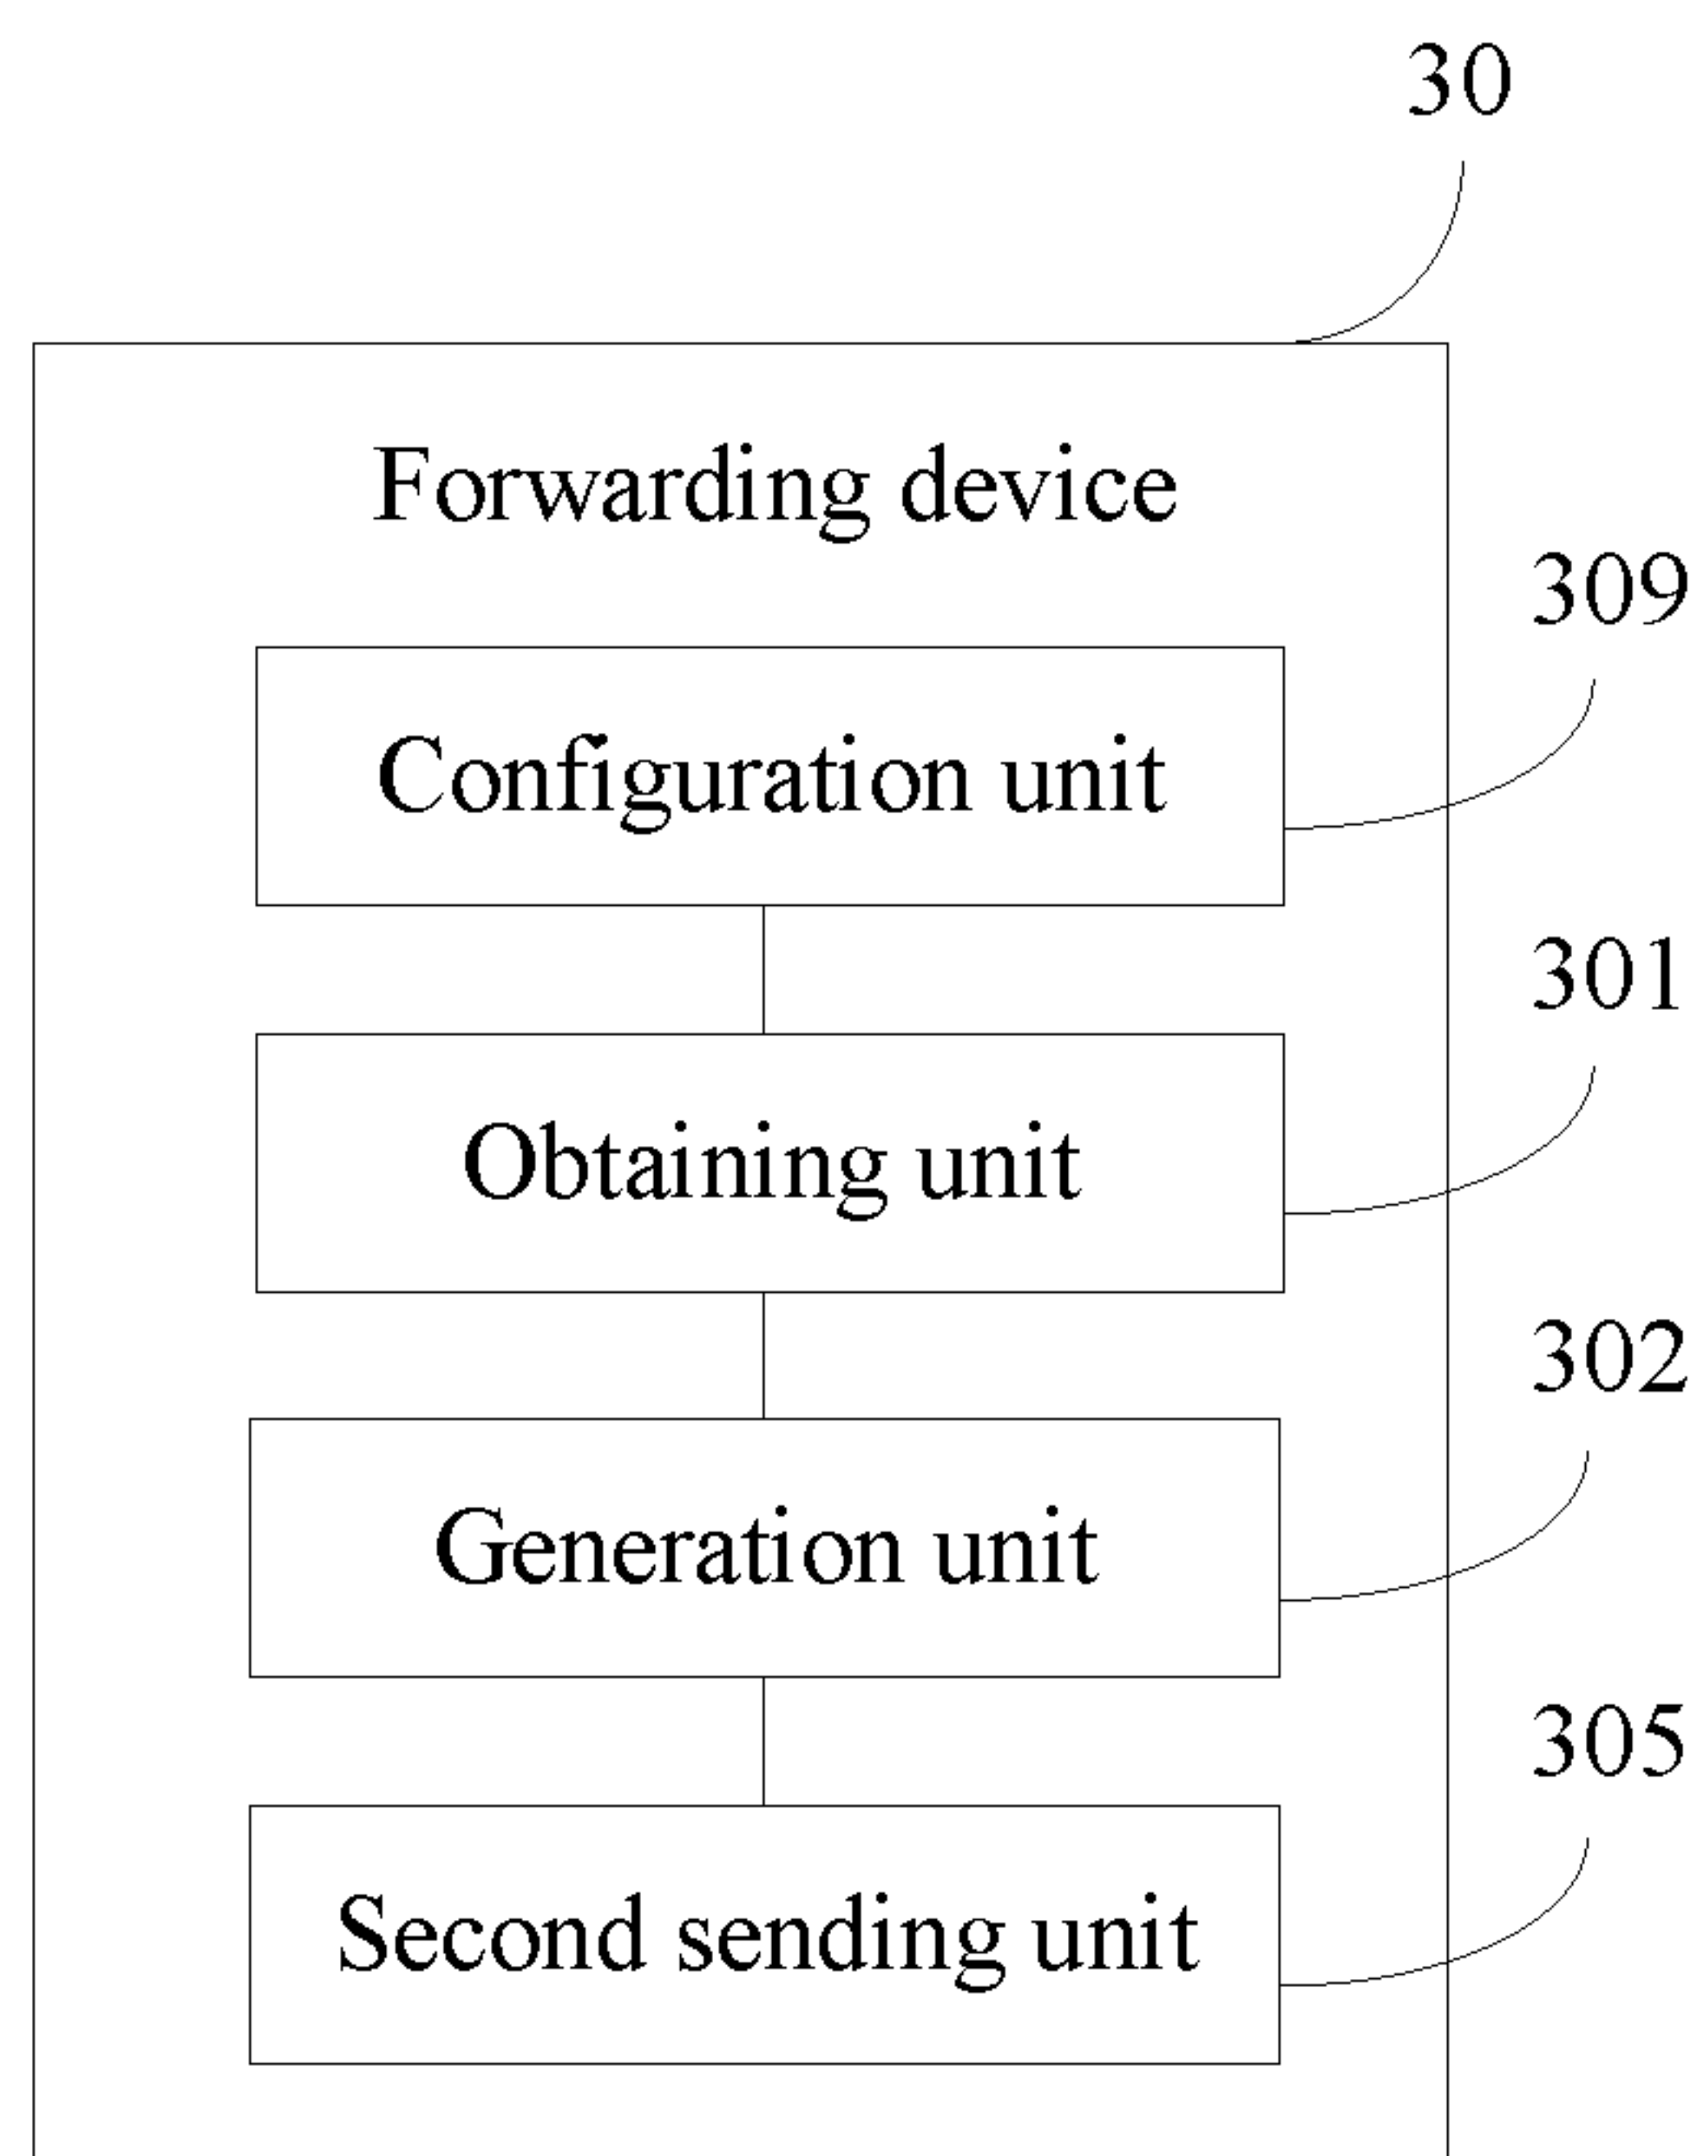 30
Forwarding device
309
Configuration unit
301
Obtaining unit
302
Generation unit
305
Second sending unit